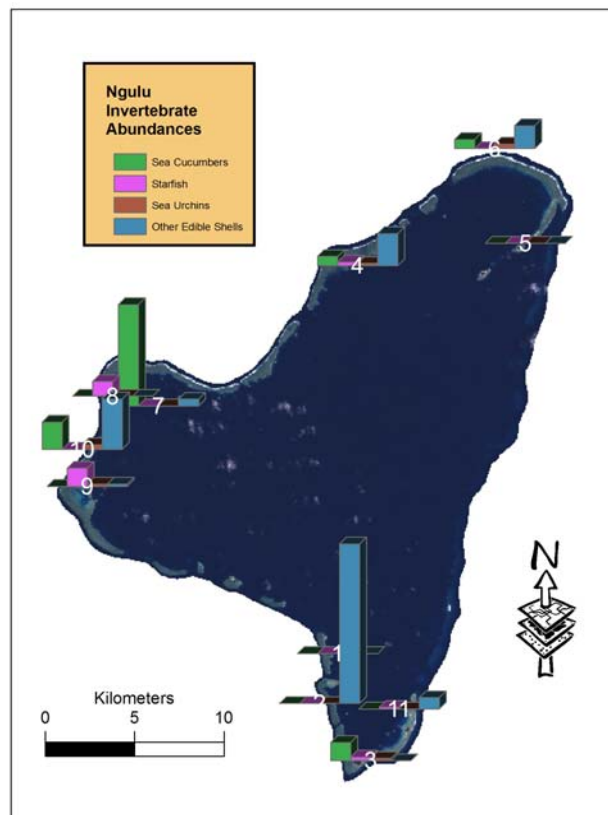 Ngulu
Invertebrate
Abundances
Sea Cucumbers
Starfish
Sea Urchins
Other Edible Shells
6
5
4
8
7
10
9
N
1
2
11
3
Kilometers
0 5 10